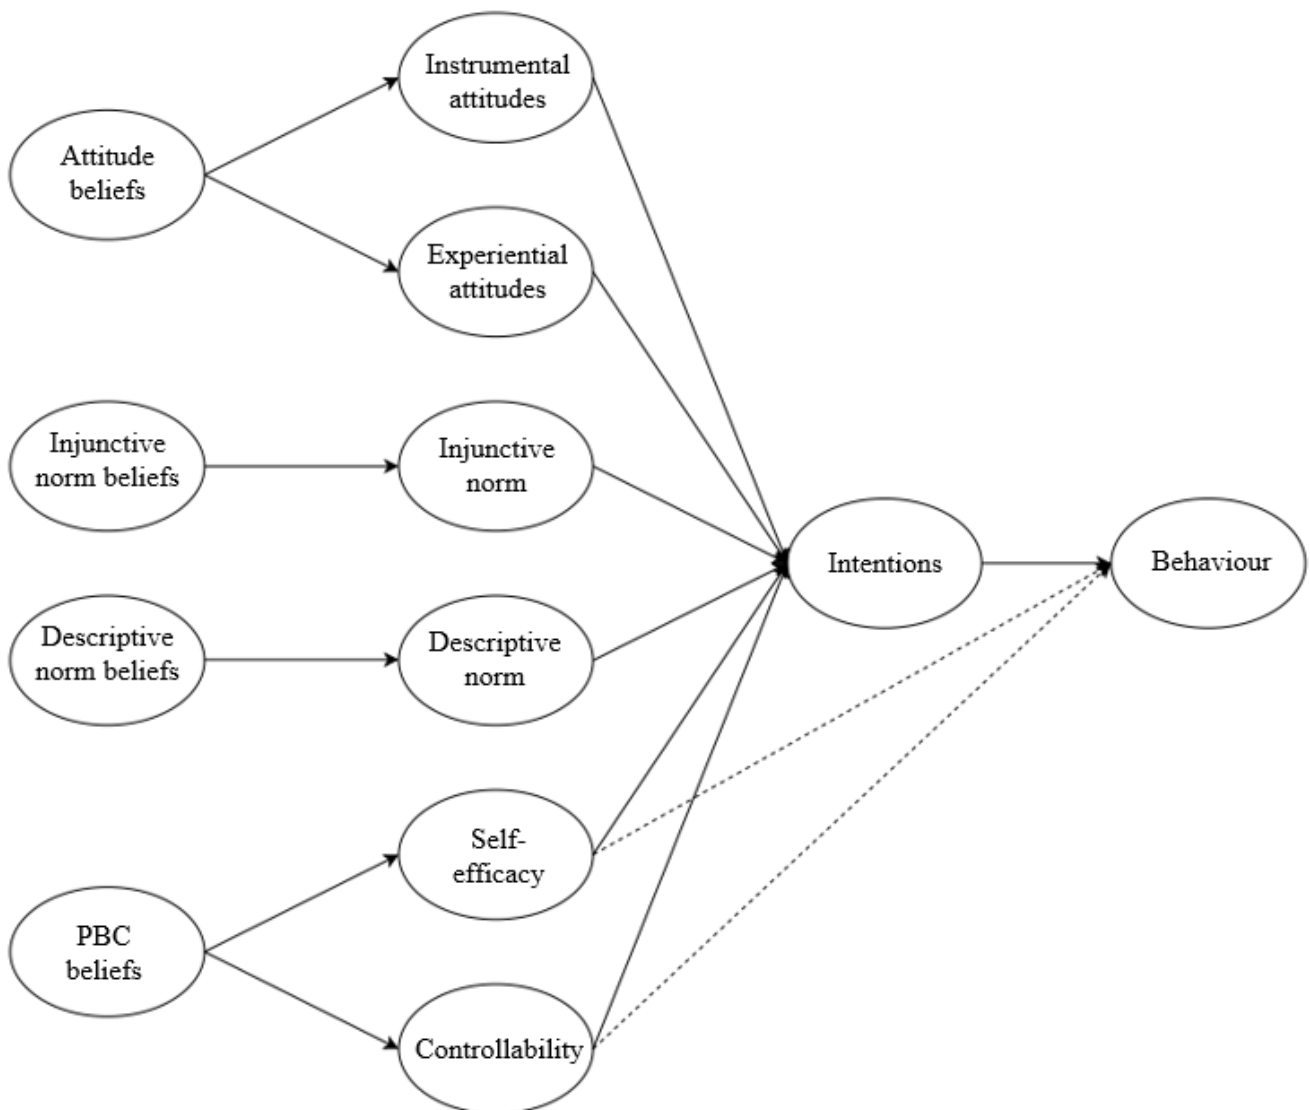 Instrumental
attitudes
Attitude
beliefs
Experiential
attitudes
Injunctive
norm beliefs
Injunctive
norm
Intentions
Behaviour
Descriptive
norm beliefs
Descriptive
norm
Self-
efficacy
PBC
beliefs
Controllability